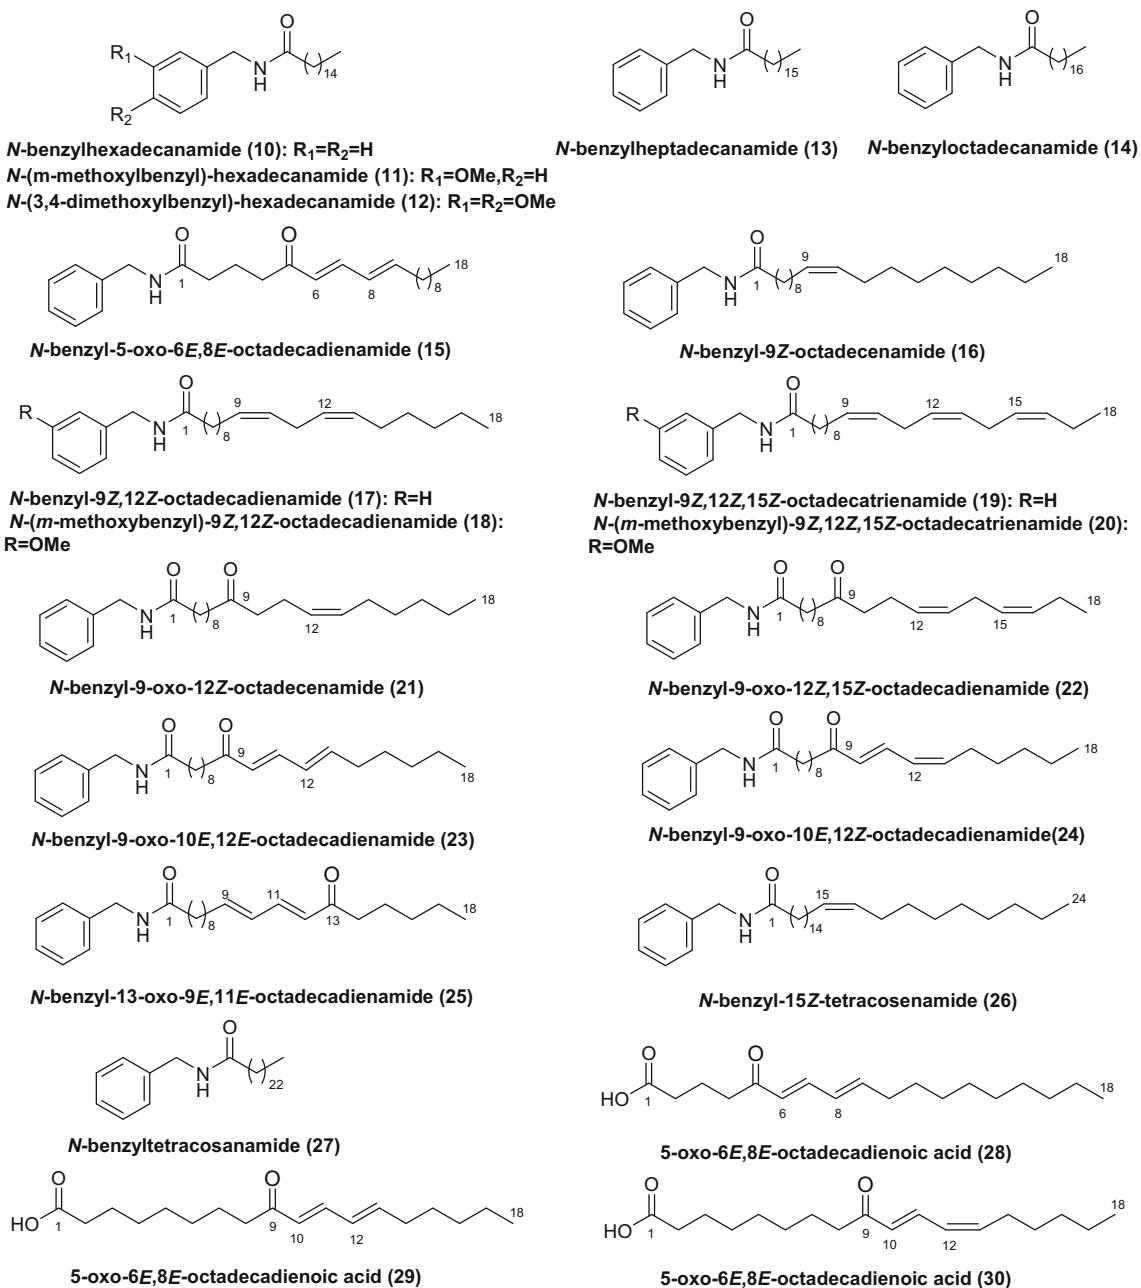 O
R₁
N
H
14
R₂
O
N
H
15
O
N
H
16
N-benzylhexadecanamide (10): R₁=R₂=H
N-(m-methoxylbenzyl)-hexadecanamide (11): R₁=OMe,R₂=H
N-(3,4-dimethoxylbenzyl)-hexadecanamide (12): R₁=R₂=OMe
N-benzylheptadecanamide (13)
N-benzyloctadecanamide (14)
O O
N
H
1 6 8 8 18
N-benzyl-5-oxo-6E,8E-octadecadienamide (15)
O
N
H
1 8 9 18
N-benzyl-9Z-octadecenamide (16)
R O
N
H
1 8 9 12 18
N-benzyl-9Z,12Z-octadecadienamide (17): R=H
N-(m-methoxybenzyl)-9Z,12Z-octadecadienamide (18):
R=OMe
R O
N
H
1 8 9 12 15 18
N-benzyl-9Z,12Z,15Z-octadecatrienamide (19): R=H
N-(m-methoxybenzyl)-9Z,12Z,15Z-octadecatrienamide (20):
R=OMe
O O
N
H
1 8 9 12 18
N-benzyl-9-oxo-12Z-octadecenamide (21)
O O
N
H
1 8 9 12 15 18
N-benzyl-9-oxo-12Z,15Z-octadecadienamide (22)
O O
N
H
1 8 9 12 18
N-benzyl-9-oxo-10E,12E-octadecadienamide (23)
O O
N
H
1 8 9 12 18
N-benzyl-9-oxo-10E,12Z-octadecadienamide(24)
O O
N
H
1 8 9 11 13 18
N-benzyl-13-oxo-9E,11E-octadecadienamide (25)
O
N
H
1 14 15 24
N-benzyl-15Z-tetracosenamide (26)
O
N
H
22
N-benzyltetracosanamide (27)
O O
HO
1 6 8 18
5-oxo-6E,8E-octadecadienoic acid (28)
O O
HO
1 9 10 12 18
5-oxo-6E,8E-octadecadienoic acid (29)
O O
HO
1 9 10 12 18
5-oxo-6E,8E-octadecadienoic acid (30)